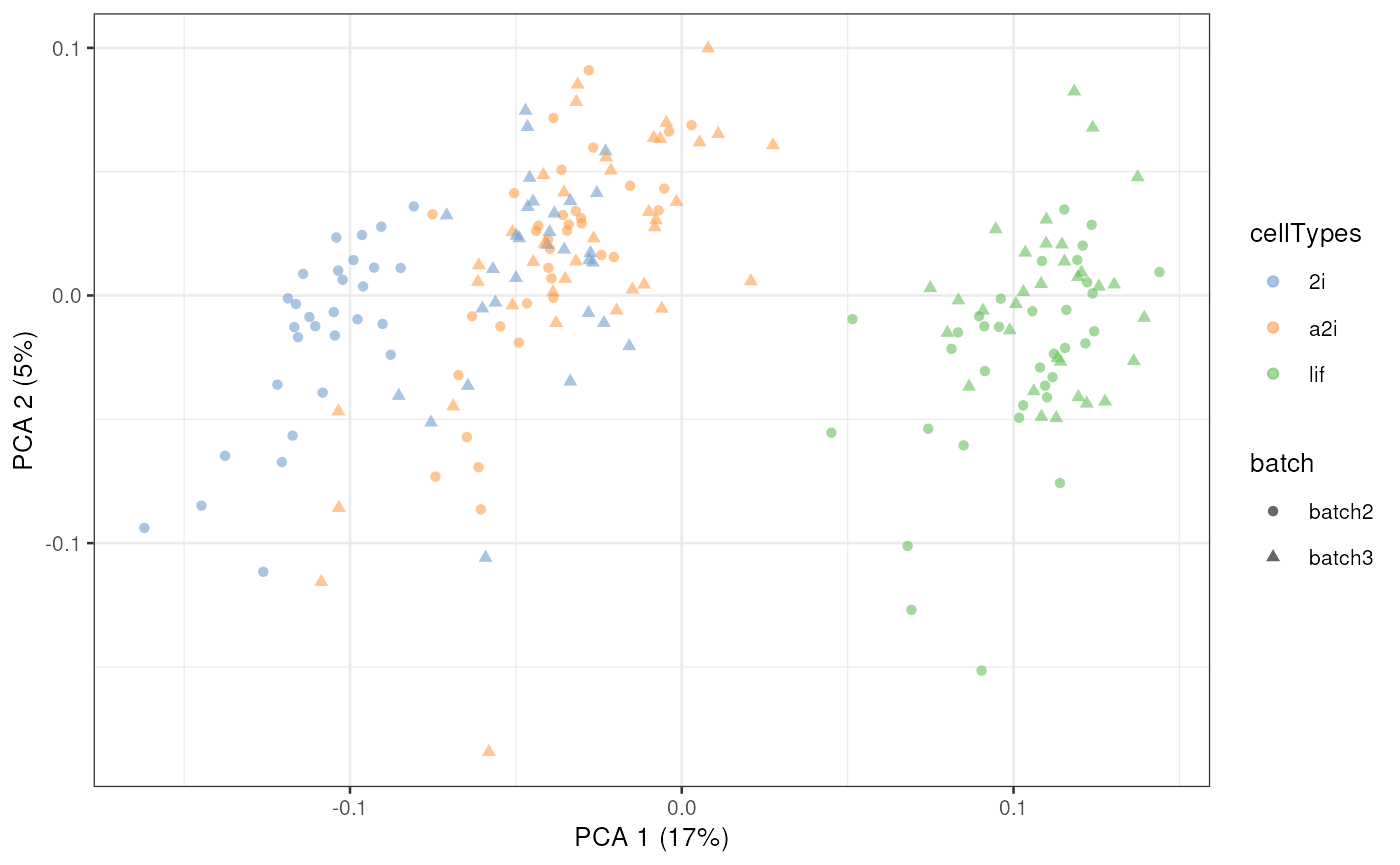 0.1
0.0
-0.1
PCA 2 (5%)
-0.1
0.0
0.1
PCA 1 (17%)
cellTypes
2i
a2i
lif
batch
batch2
batch3